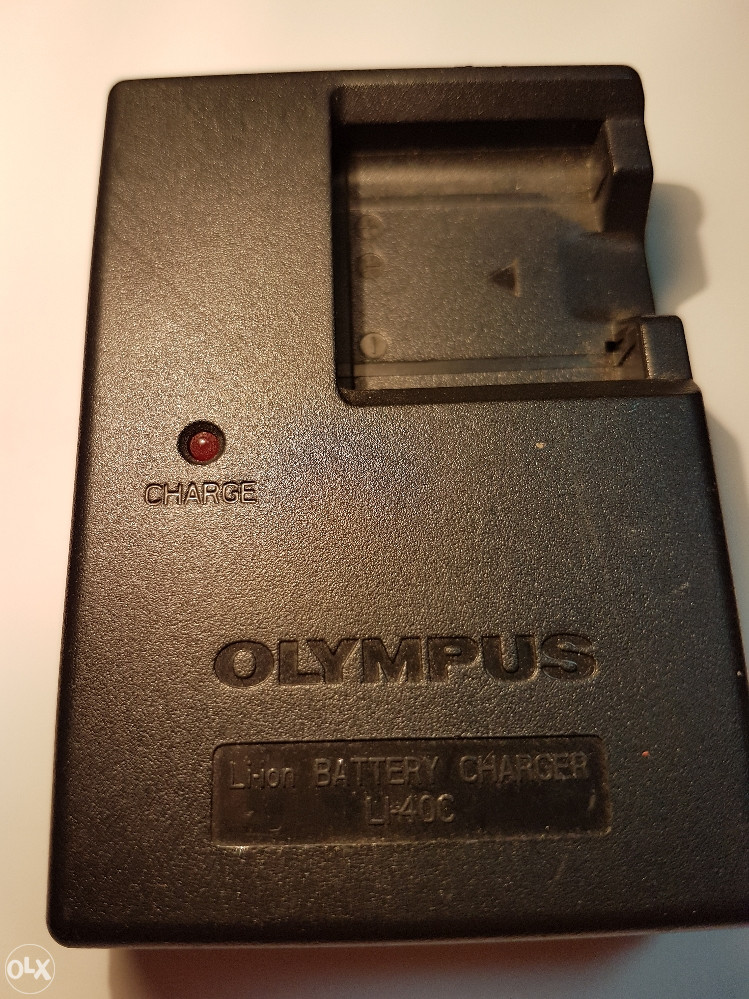 CHARGE
OLYMPUS
Li-ion BATTERY CHARGER
LI-40C
OLX